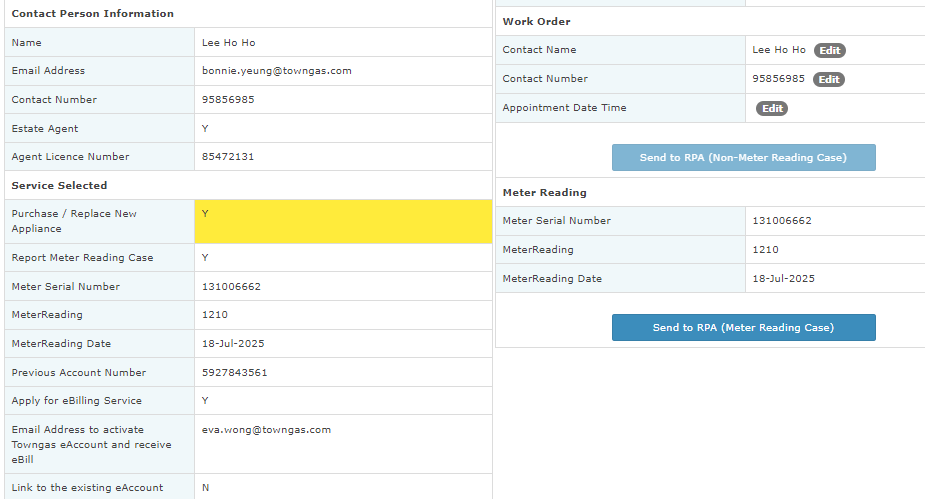 Contact Person Information
Name Lee Ho Ho
Email Address bonnie.yeung@towngas.com
Contact Number 95856985
Estate Agent Y
Agent Licence Number 85472131
Service Selected
Purchase / Replace New
Appliance Y
Report Meter Reading Case Y
Meter Serial Number 131006662
MeterReading 1210
MeterReading Date 18-Jul-2025
Previous Account Number 5927843561
Apply for eBilling Service Y
Email Address to activate
Towngas eAccount and receive
eBill eva.wong@towngas.com
Link to the existing eAccount N
Work Order
Contact Name Lee Ho Ho Edit
Contact Number 95856985 Edit
Appointment Date Time Edit
Send to RPA (Non-Meter Reading Case)
Meter Reading
Meter Serial Number 131006662
MeterReading 1210
MeterReading Date 18-Jul-2025
Send to RPA (Meter Reading Case)